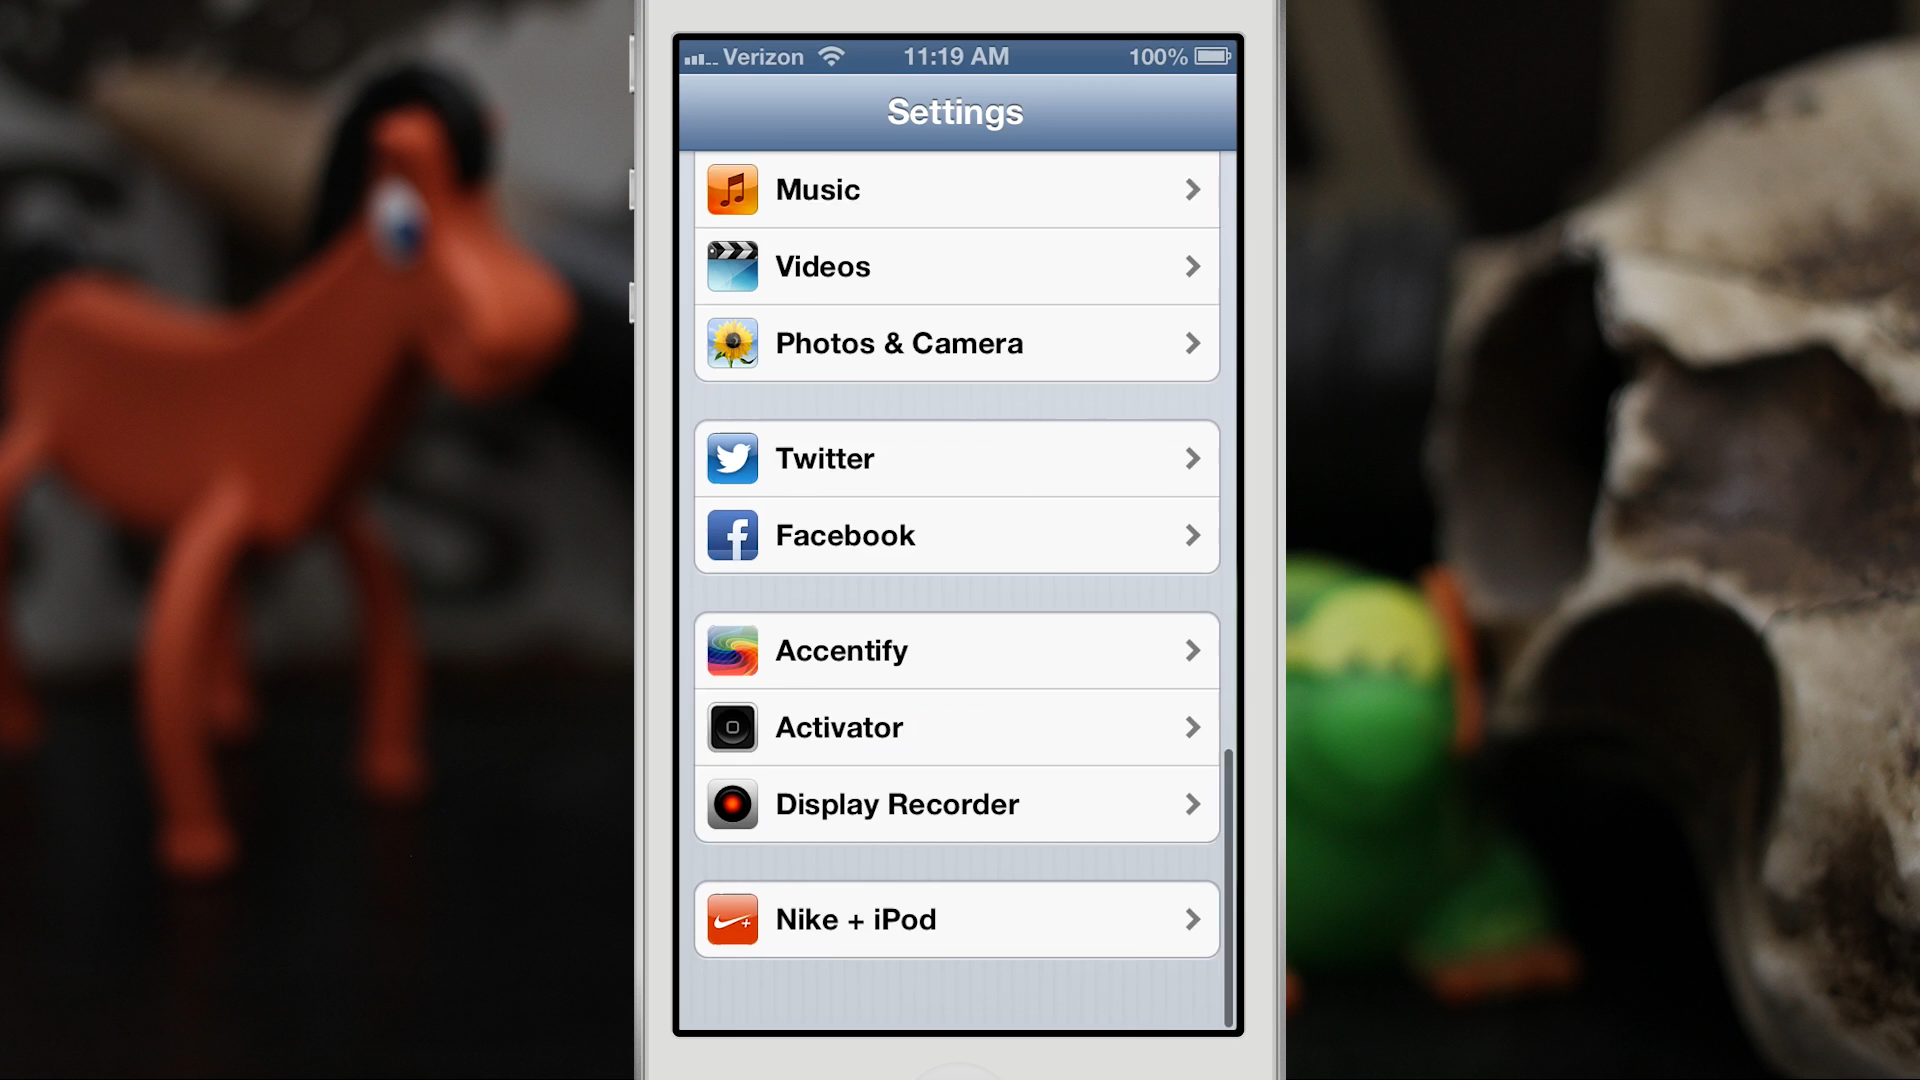 Verizon 11:19 AM 100%
Settings
Music
Videos
Photos & Camera
Twitter
Facebook
Accentify
Activator
Display Recorder
Nike + iPod